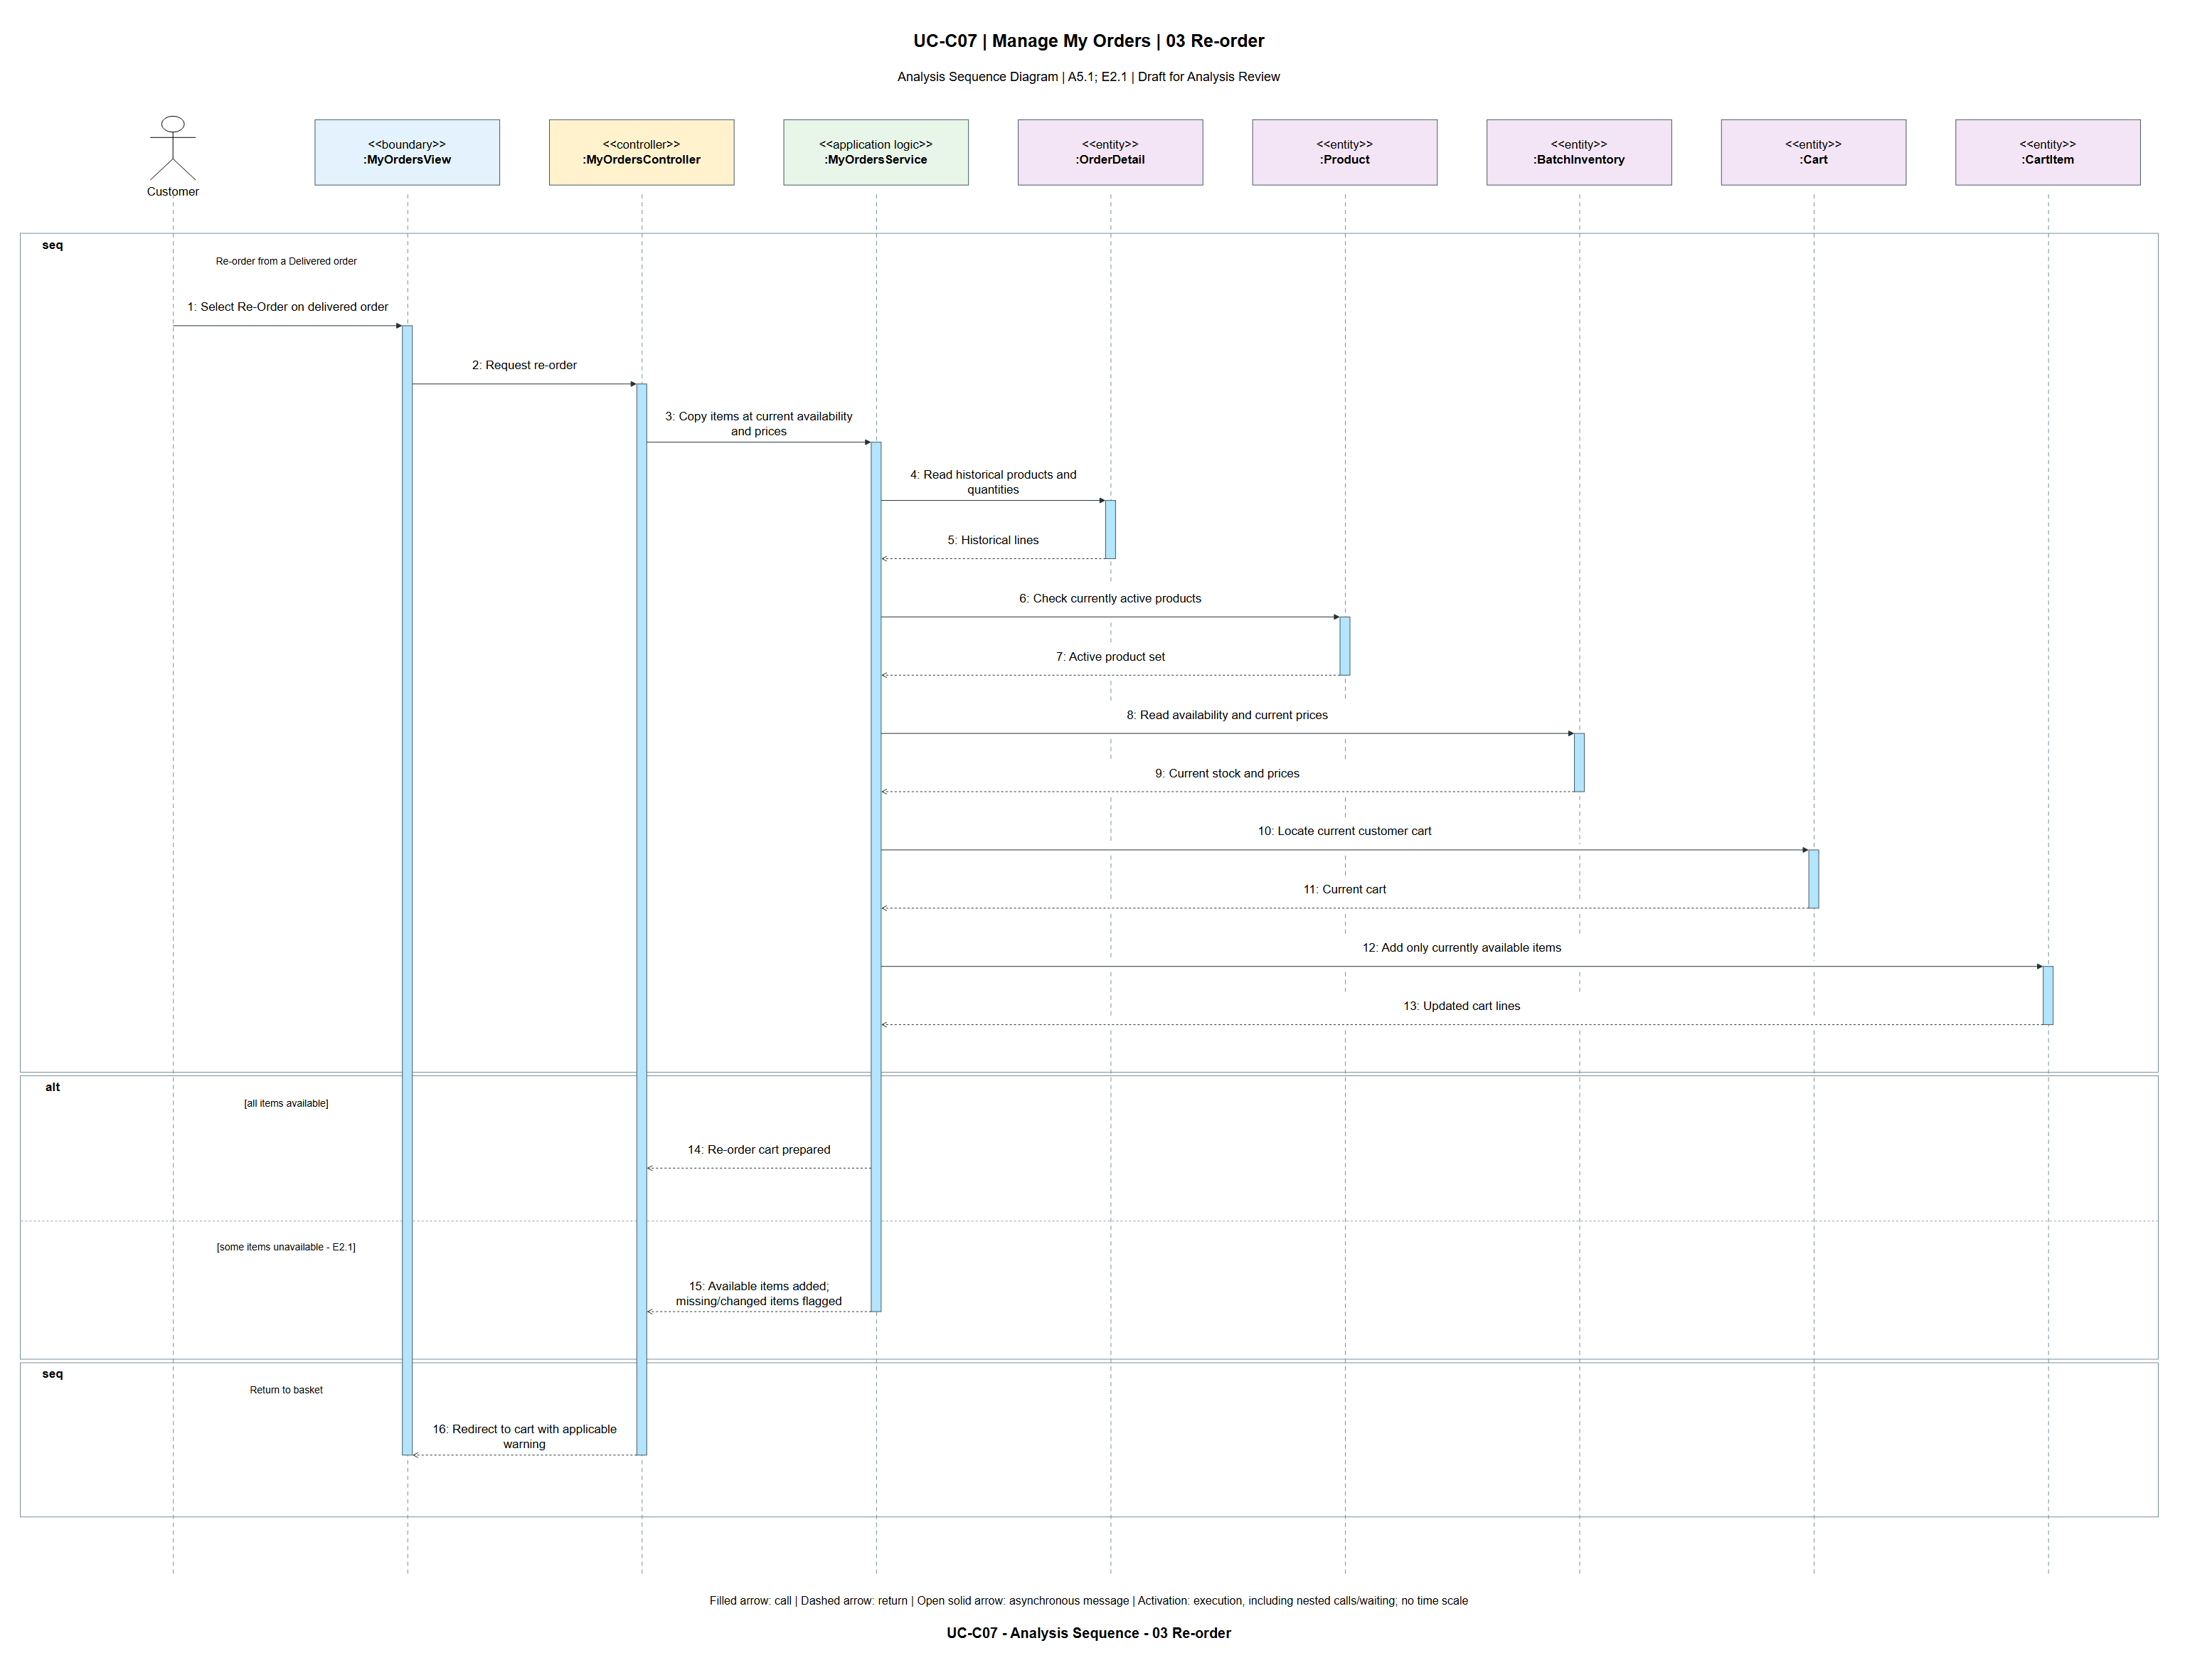 UC-C07 | Manage My Orders | 03 Re-order
Analysis Sequence Diagram | A5.1; E2.1 | Draft for Analysis Review
Customer
<<boundary>>
:MyOrdersView
<<controller>>
:MyOrdersController
<<application logic>>
:MyOrdersService
<<entity>>
:OrderDetail
<<entity>>
:Product
<<entity>>
:BatchInventory
<<entity>>
:Cart
<<entity>>
:CartItem
seq
Re-order from a Delivered order
1: Select Re-Order on delivered order
2: Request re-order
3: Copy items at current availability
and prices
4: Read historical products and
quantities
5: Historical lines
6: Check currently active products
7: Active product set
8: Read availability and current prices
9: Current stock and prices
10: Locate current customer cart
11: Current cart
12: Add only currently available items
13: Updated cart lines
alt
[all items available]
14: Re-order cart prepared
[some items unavailable - E2.1]
15: Available items added;
missing/changed items flagged
seq
Return to basket
16: Redirect to cart with applicable
warning
Filled arrow: call | Dashed arrow: return | Open solid arrow: asynchronous message | Activation: execution, including nested calls/waiting; no time scale
UC-C07 - Analysis Sequence - 03 Re-order